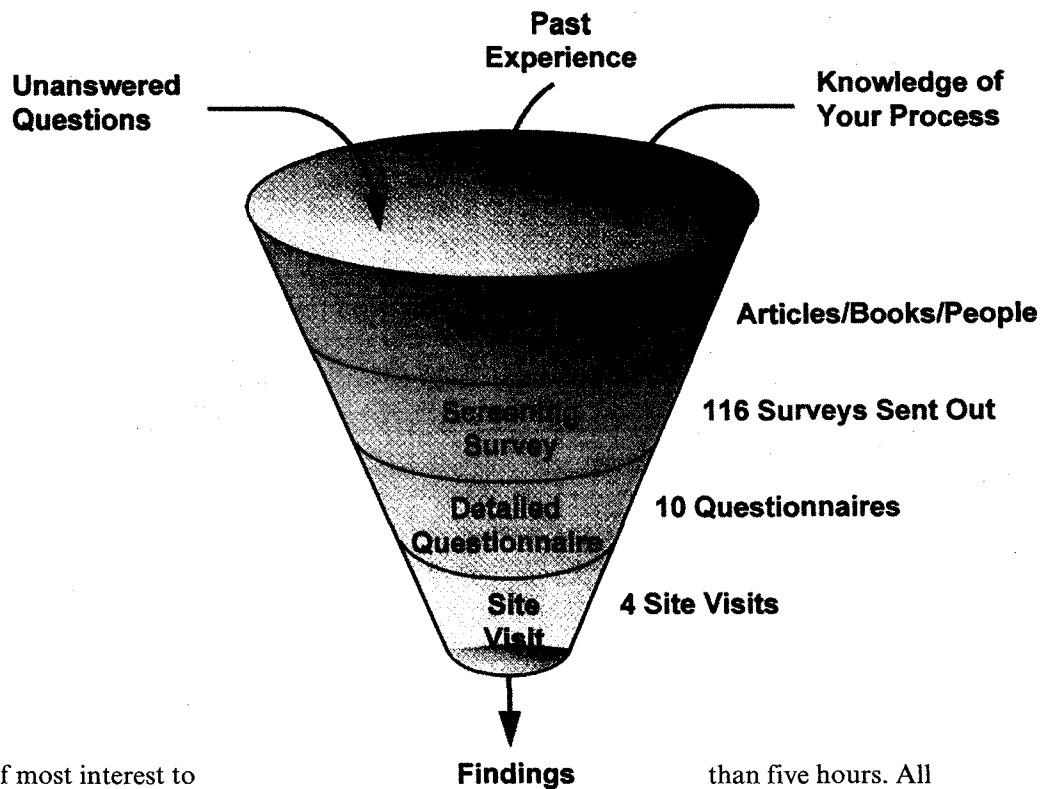 Past
Experience
Unanswered
Questions
Knowledge of
Your Process
Articles/Books/People
Screening
Survey
116 Surveys Sent Out
Detailed
Questionnaire
10 Questionnaires
Site
Visit
4 Site Visits
Findings
f most interest to
than five hours. All